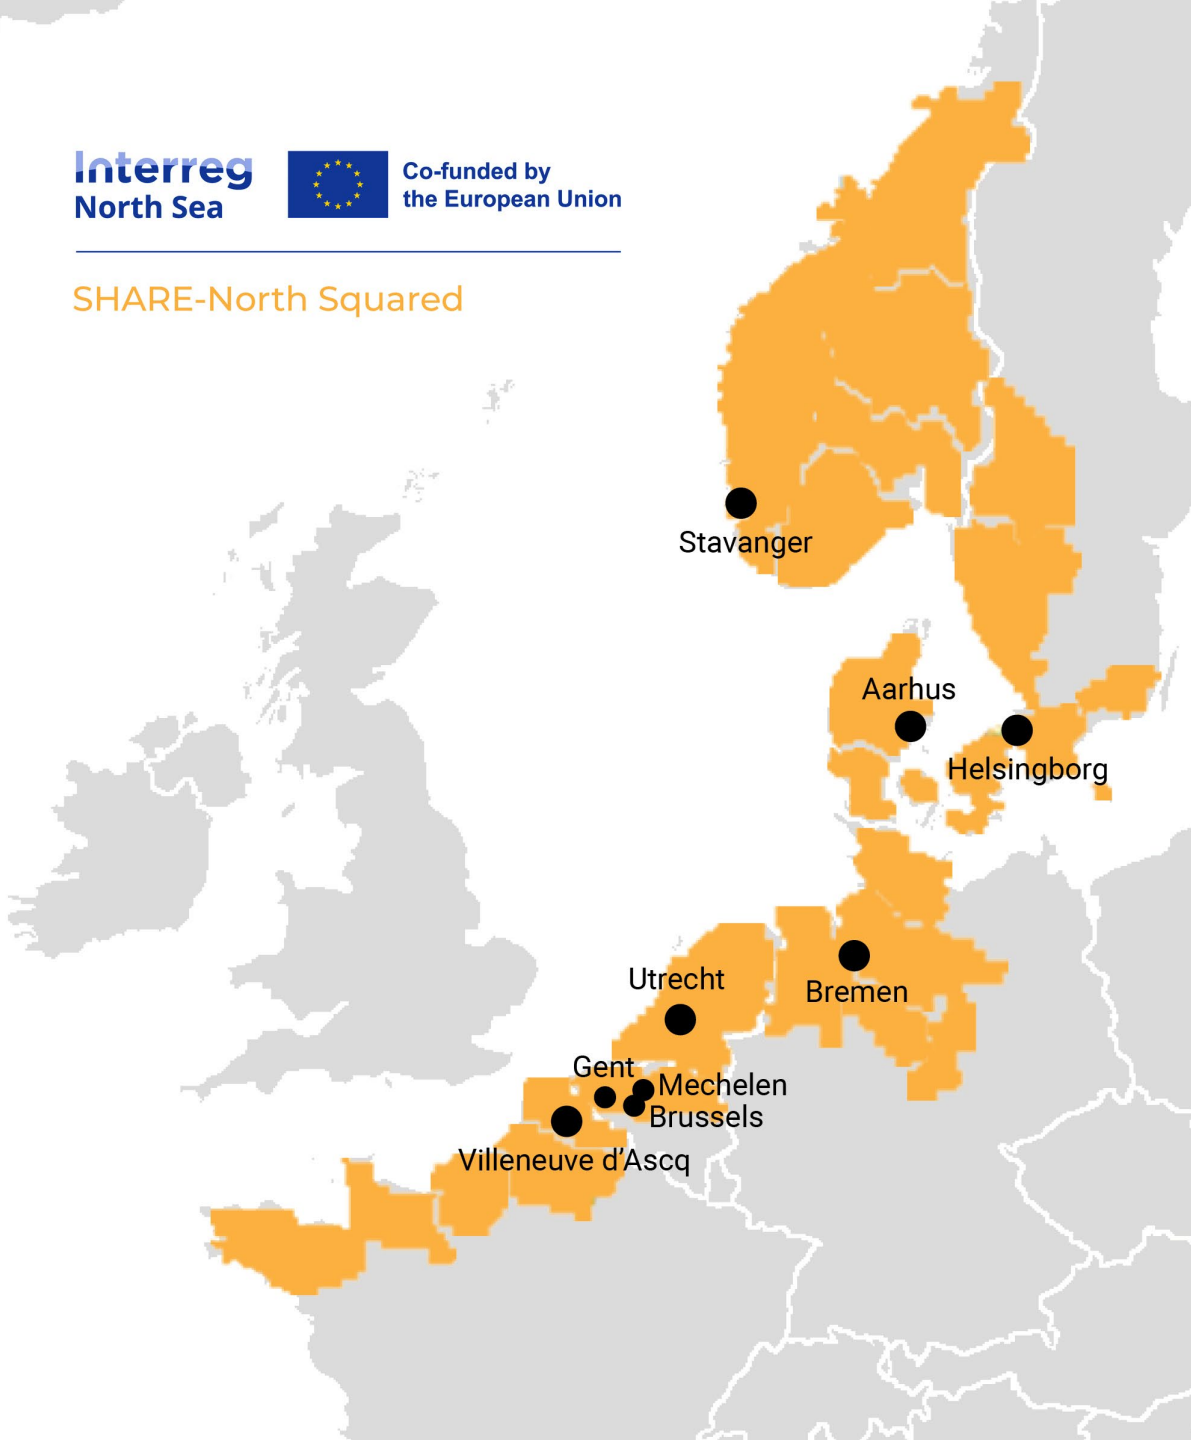 Interreg
North Sea
Co-funded by
the European Union
SHARE-North Squared
Stavanger
Aarhus
Helsingborg
Utrecht
Bremen
Gent
Mechelen
Brussels
Villeneuve d'Ascq